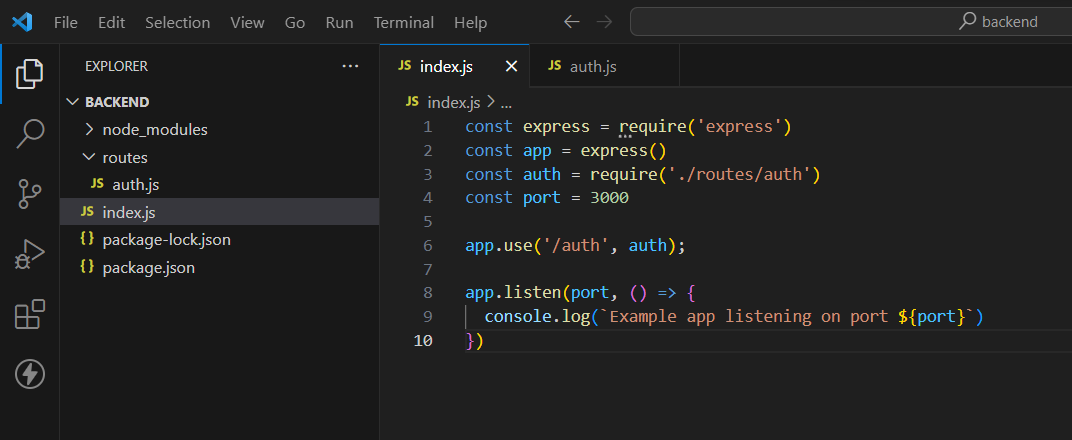 File Edit Selection View Go Run Terminal Help
backend
EXPLORER
BACKEND
node_modules
routes
JS auth.js
JS index.js
{} package-lock.json
{} package.json
JS index.js
JS auth.js
JS index.js > ...
1 const express = require('express')
2 const app = express()
3 const auth = require('./routes/auth')
4 const port = 3000
5
6 app.use('/auth', auth);
7
8 app.listen(port, () => {
9   console.log(`Example app listening on port ${port}`)
10 })